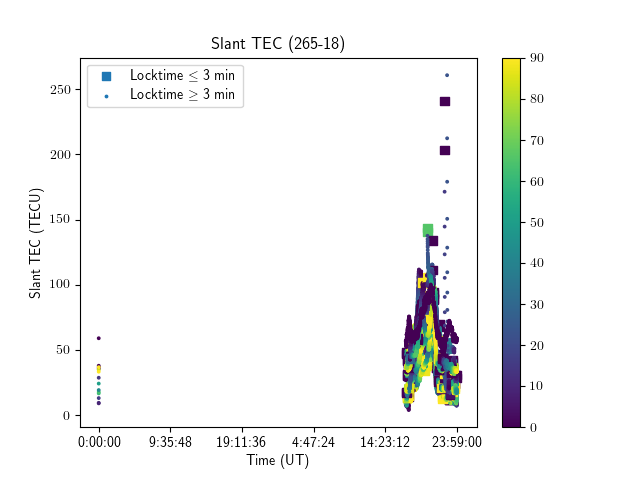 Slant TEC (265-18)
Locktime ≤ 3 min
Locktime ≥ 3 min
Slant TEC (TECU)
250
200
150
100
50
0
0:00:00 9:35:48 19:11:36 4:47:24 14:23:12 23:59:00
Time (UT)
90
80
70
60
50
40
30
20
10
0